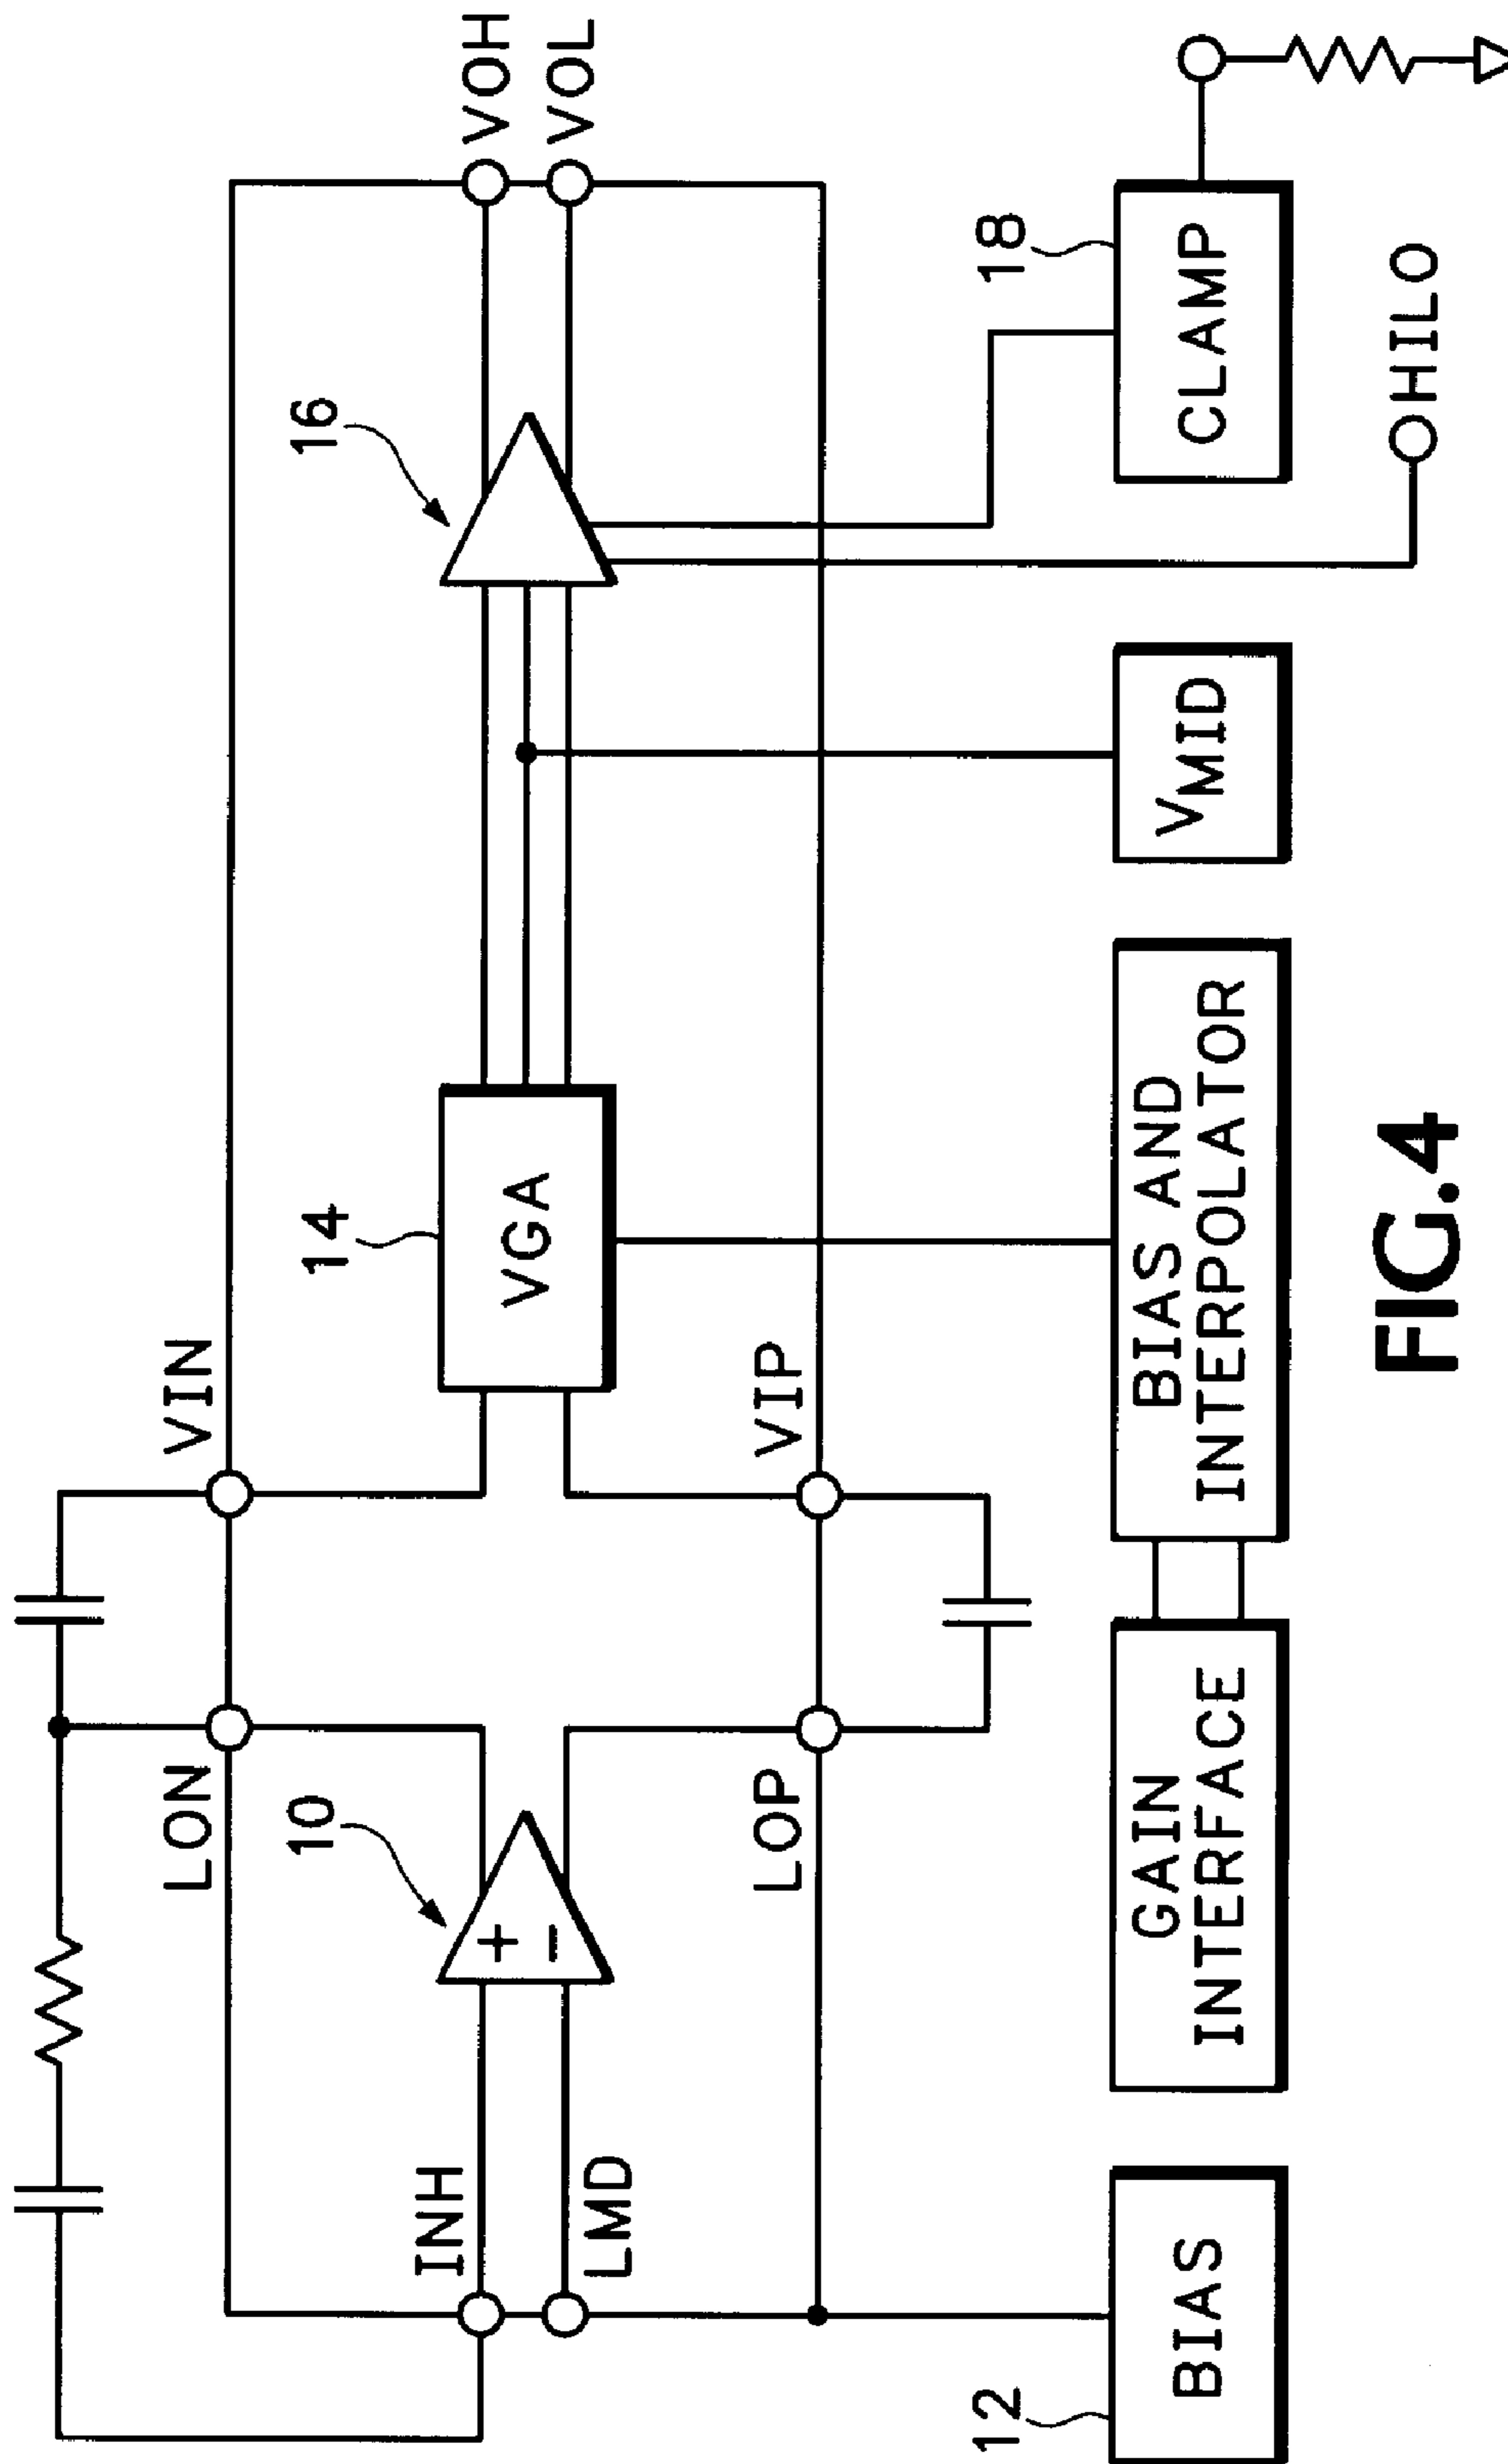 VIN
LON
16
VOH
VOL
14
VGA
10
+
−
INH
LMD
VIP
LOP
18
12
BIAS
GAIN
INTERFACE
BIAS AND
INTERPOLATOR
VMID
CLAMP
HILO
FIG.4